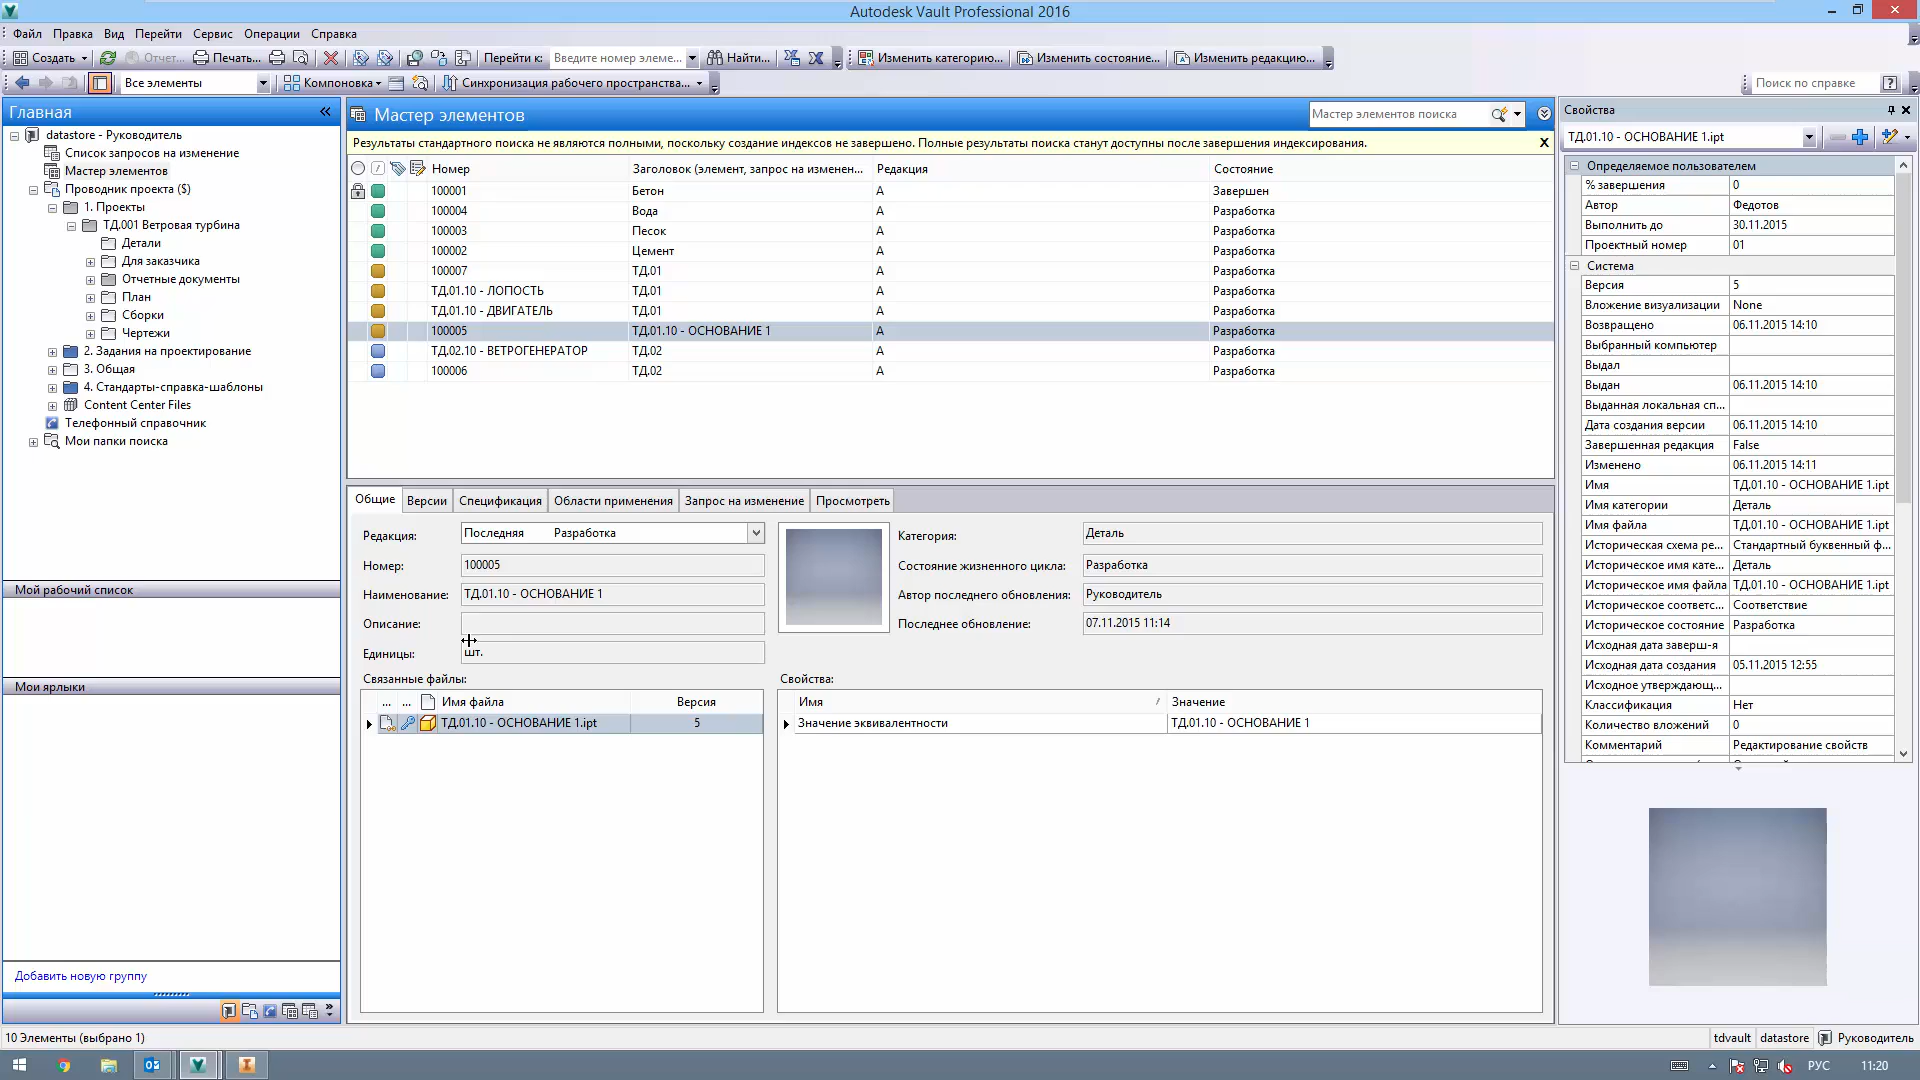 Autodesk Vault Professional 2016
Файл Правка Вид Перейти Сервис Операции Справка
Создать Отчет... Печать... Перейти к: Введите номер элеме... Найти... Изменить категорию... Изменить состояние... Изменить редакцию...
Все элементы Компоновка Синхронизация рабочего пространства... Поиск по справке
Главная
datastore - Руководитель
Список запросов на изменение
Мастер элементов
Проводник проекта ($)
1. Проекты
ТД.001 Ветровая турбина
Детали
Для заказчика
Отчетные документы
План
Сборки
Чертежи
2. Задания на проектирование
3. Общая
4. Стандарты-справка-шаблоны
Content Center Files
Телефонный справочник
Мои папки поиска
Мой рабочий список
Мои ярлыки
Добавить новую группу
Мастер элементов Мастер элементов поиска
Результаты стандартного поиска не являются полными, поскольку создание индексов не завершено. Полные результаты поиска станут доступны после завершения индексирования. X
Номер Заголовок (элемент, запрос на изменен... Редакция Состояние
100001 Бетон A Завершен
100004 Вода A Разработка
100003 Песок A Разработка
100002 Цемент A Разработка
100007 ТД.01 A Разработка
ТД.01.10 - ЛОПОСТЬ ТД.01 A Разработка
ТД.01.10 - ДВИГАТЕЛЬ ТД.01 A Разработка
100005 ТД.01.10 - ОСНОВАНИЕ 1 A Разработка
ТД.02.10 - ВЕТРОГЕНЕРАТОР ТД.02 A Разработка
100006 ТД.02 A Разработка
Общие Версии Спецификация Области применения Запрос на изменение Просмотреть
Редакция: Последняя Разработка
Номер: 100005
Наименование: ТД.01.10 - ОСНОВАНИЕ 1
Описание:
Единицы: шт.
Категория: Деталь
Состояние жизненного цикла: Разработка
Автор последнего обновления: Руководитель
Последнее обновление: 07.11.2015 11:14
Связанные файлы:
... ... Имя файла Версия
ТД.01.10 - ОСНОВАНИЕ 1.ipt 5
Свойства:
Имя / Значение
Значение эквивалентности ТД.01.10 - ОСНОВАНИЕ 1
Свойства
ТД.01.10 - ОСНОВАНИЕ 1.ipt
Определяемое пользователем
% завершения 0
Автор Федотов
Выполнить до 30.11.2015
Проектный номер 01
Система
Версия 5
Вложение визуализации None
Возвращено 06.11.2015 14:10
Выбранный компьютер
Выдал
Выдан 06.11.2015 14:10
Выданная локальная сп...
Дата создания версии 06.11.2015 14:10
Завершенная редакция False
Изменено 06.11.2015 14:11
Имя ТД.01.10 - ОСНОВАНИЕ 1.ipt
Имя категории Деталь
Имя файла ТД.01.10 - ОСНОВАНИЕ 1.ipt
Историческая схема ре... Стандартный буквенный ф...
Историческое имя кате... Деталь
Историческое имя файла ТД.01.10 - ОСНОВАНИЕ 1.ipt
Историческое соответс... Соответствие
Историческое состояние Разработка
Исходная дата заверш-я
Исходная дата создания 05.11.2015 12:55
Исходное утверждающ...
Классификация Нет
Количество вложений 0
Комментарий Редактирование свойств
10 Элементы (выбрано 1) tdvault datastore Руководитель
РУС 11:20